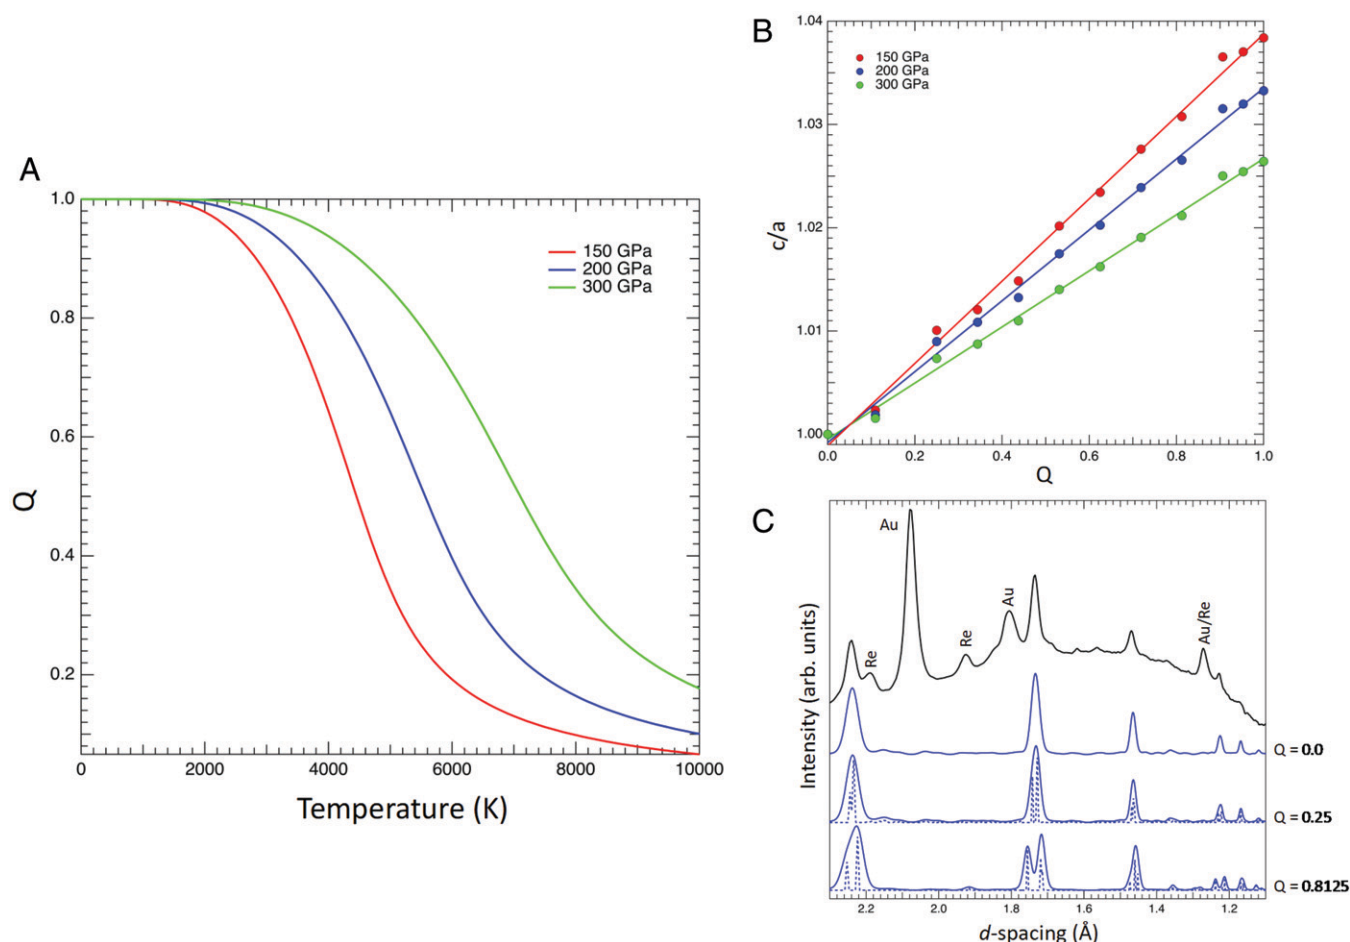 A
1.0
0.8
0.6
0.4
0.2
Q
0
2000
4000
6000
8000
10000
Temperature (K)
150 GPa
200 GPa
300 GPa
B
1.04
1.03
1.02
1.01
1.00
c/a
0.0
0.2
0.4
0.6
0.8
1.0
Q
150 GPa
200 GPa
300 GPa
C
Intensity (arb. units)
Au
Re
Re
Au
Au/Re
Q = 0.0
Q = 0.25
Q = 0.8125
2.2
2.0
1.8
1.6
1.4
1.2
d-spacing (Å)